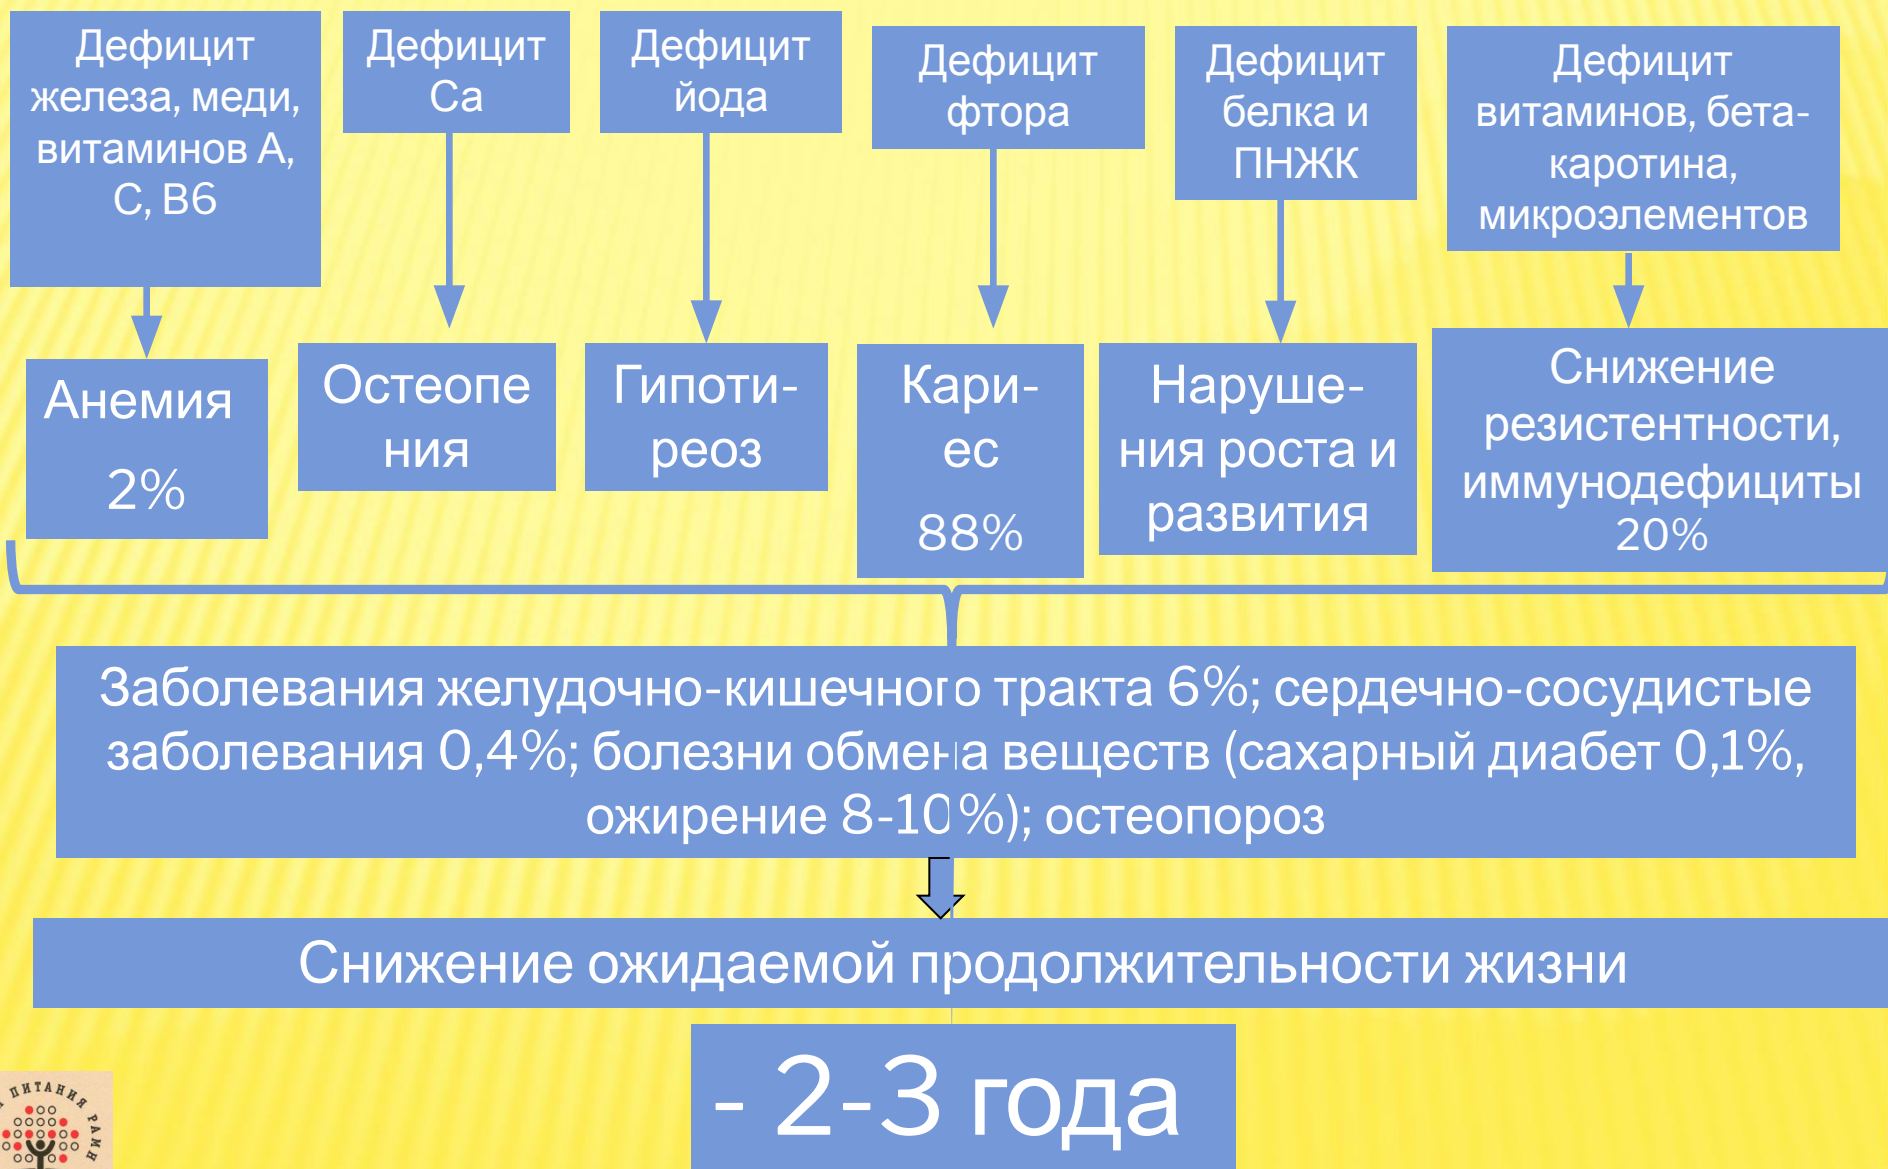 Дефицит
железа, меди,
витаминов А,
С, В6
Дефицит
Са
Дефицит
йода
Дефицит
фтора
Дефицит
белка и
ПНЖК
Дефицит
витаминов, бета-
каротина,
микроэлементов
Анемия
2%
Остеопе
ния
Гипоти-
реоз
Кари-
ес
88%
Наруше-
ния роста и
развития
Снижение
резистентности,
иммунодефициты
20%
Заболевания желудочно-кишечного тракта 6%; сердечно-сосудистые
заболевания 0,4%; болезни обмена веществ (сахарный диабет 0,1%,
ожирение 8-10%); остеопороз
Снижение ожидаемой продолжительности жизни
- 2-3 года
ПИТАНИЯ РАМН